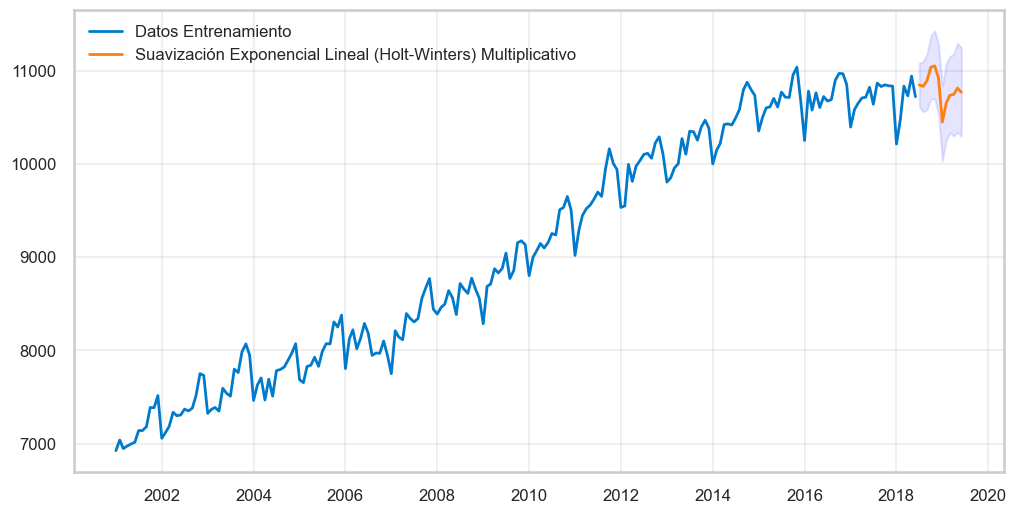 Datos Entrenamiento
Suavización Exponencial Lineal (Holt-Winters) Multiplicativo
11000
10000
9000
8000
7000
2002 2004 2006 2008 2010 2012 2014 2016 2018 2020